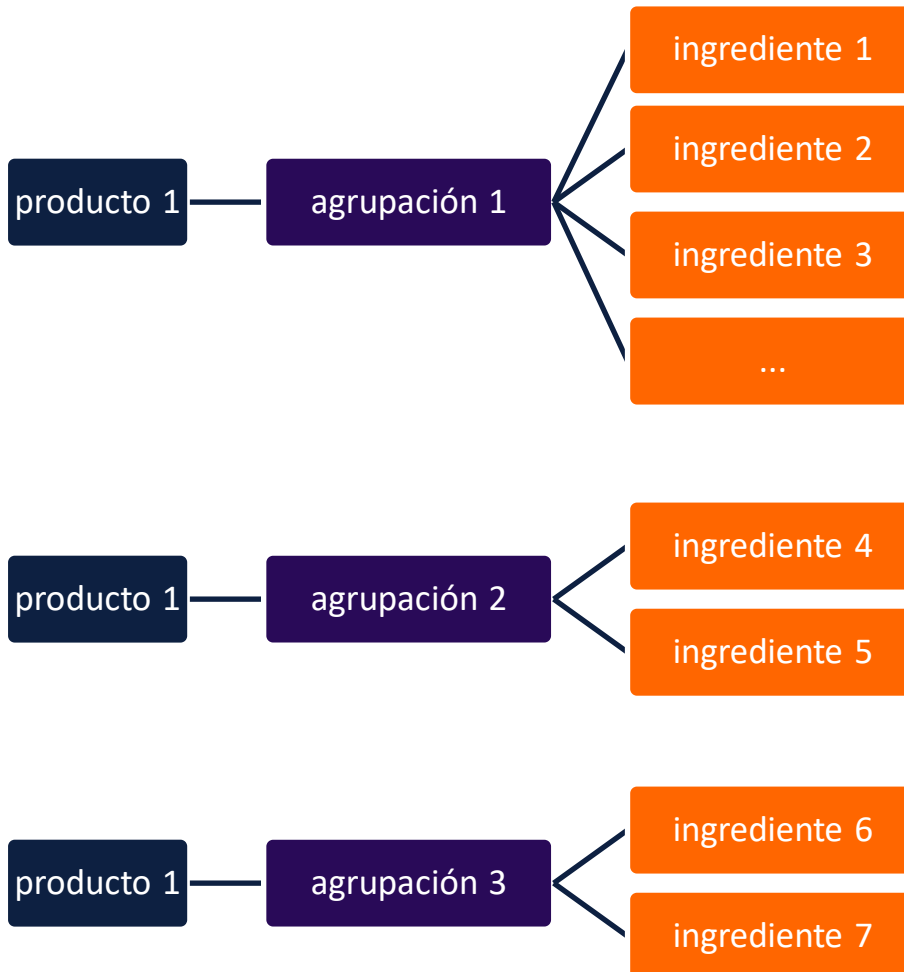 ingrediente 1
ingrediente 2
producto 1
agrupación 1
ingrediente 3
...
ingrediente 4
producto 1
agrupación 2
ingrediente 5
ingrediente 6
producto 1
agrupación 3
ingrediente 7